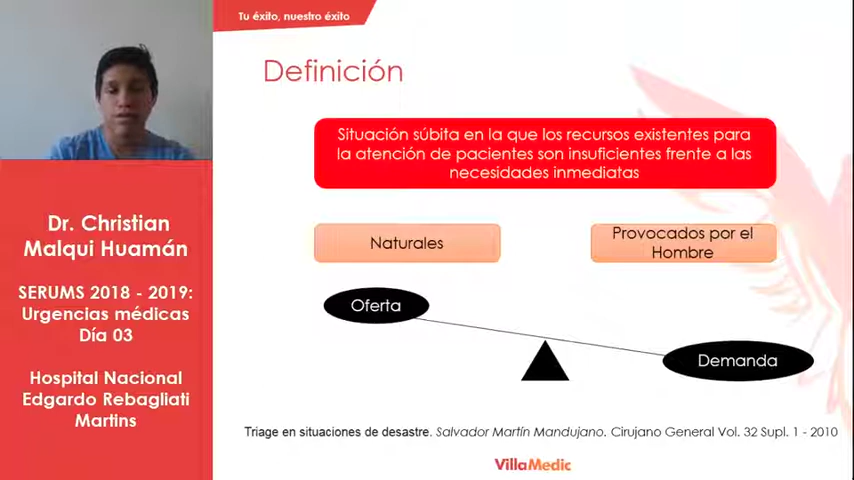 Tu éxito, nuestro éxito
Definición
Situación súbita en la que los recursos existentes para
la atención de pacientes son insuficientes frente a las
necesidades inmediatas
Naturales
Provocados por el
Hombre
Oferta
Demanda
Triage en situaciones de desastre. Salvador Martín Mandujano. Cirujano General Vol. 32 Supl. 1 - 2010
VillaMedic
Dr. Christian
Malqui Huamán
SERUMS 2018 - 2019:
Urgencias médicas
Día 03
Hospital Nacional
Edgardo Rebagliati
Martins